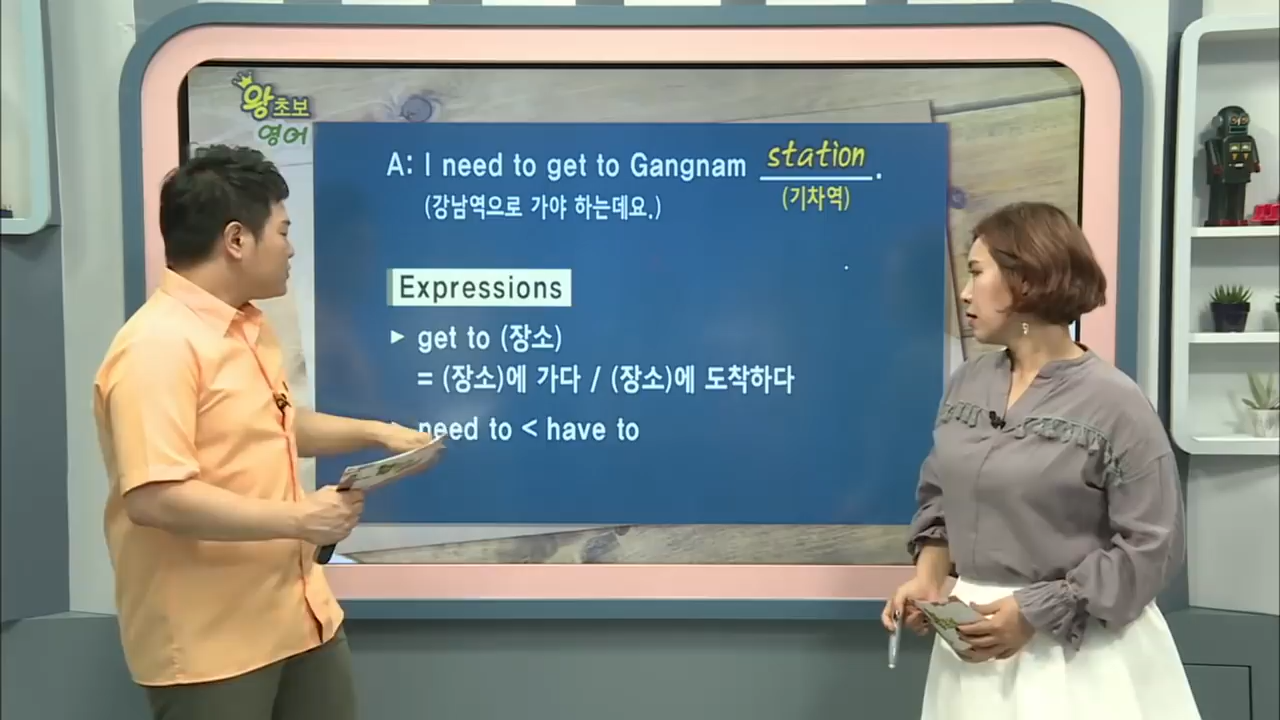 왕초보
영어
A: I need to get to Gangnam station.
(강남역으로 가야 하는데요.)
(기차역)
Expressions
▶ get to (장소)
= (장소)에 가다 / (장소)에 도착하다
need to < have to